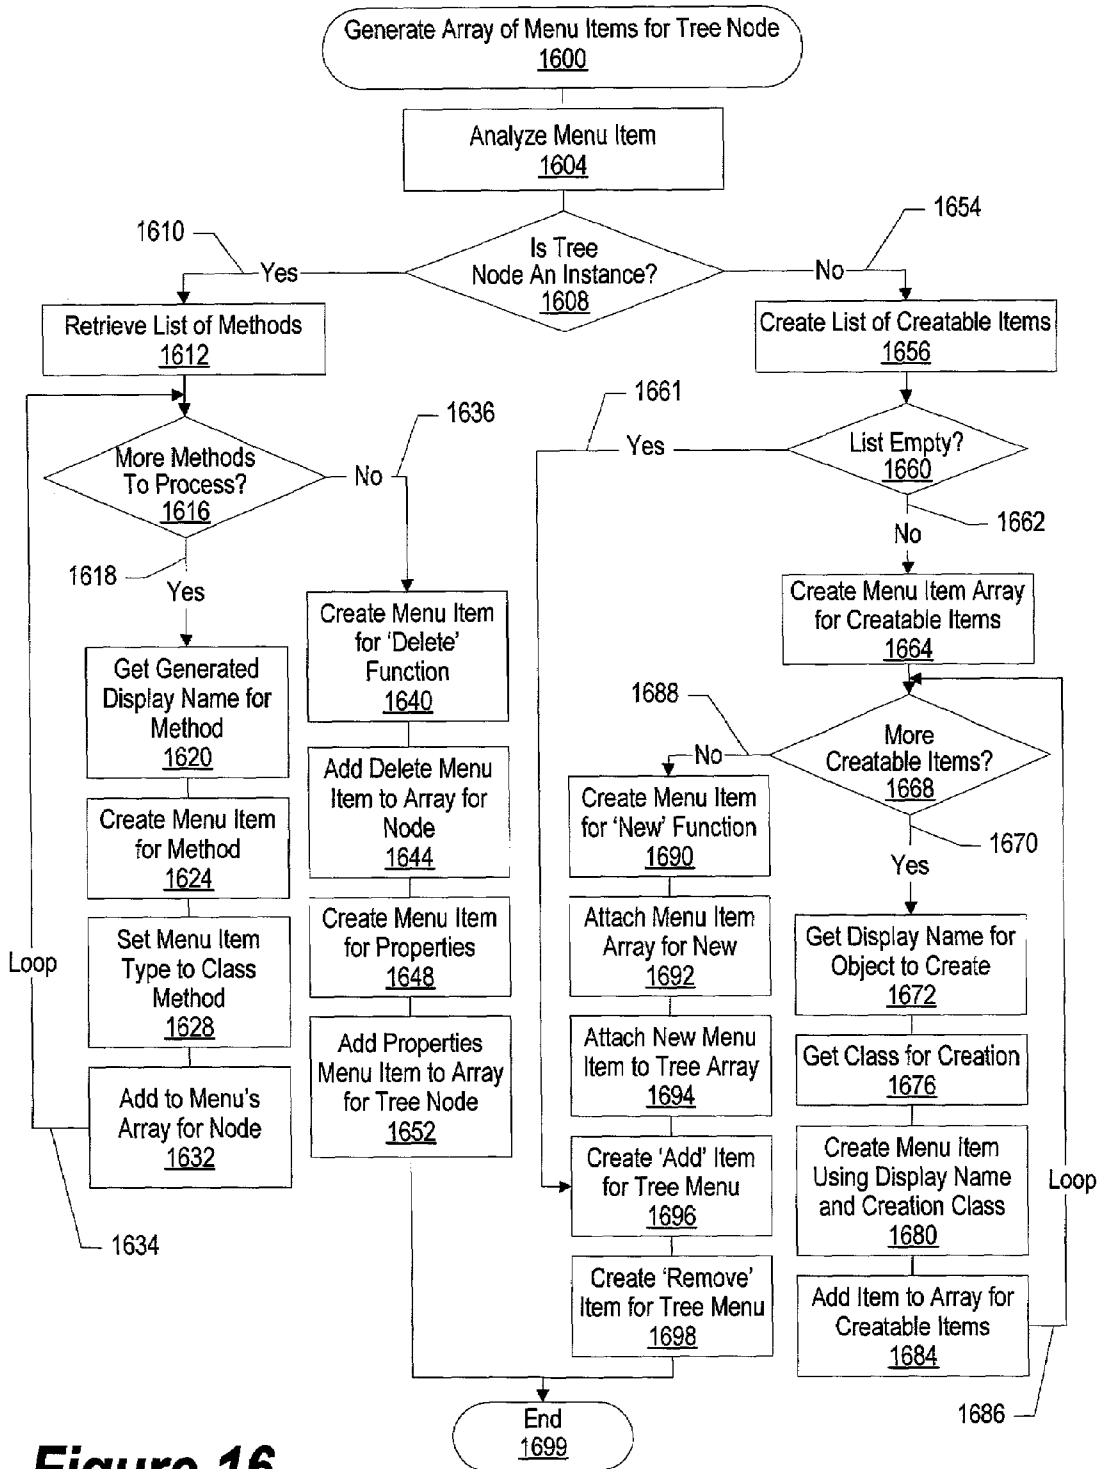 Generate Array of Menu Items for Tree Node
1600
Analyze Menu Item
1604
Is Tree
Node An Instance?
1608
1610
Yes
1654
No
Retrieve List of Methods
1612
Create List of Creatable Items
1656
More Methods
To Process?
1616
1636
No
1661
Yes
List Empty?
1660
1662
No
1618
Yes
Create Menu Item
for 'Delete'
Function
1640
Create Menu Item Array
for Creatable Items
1664
Get Generated
Display Name for
Method
1620
1688
No
More
Creatable Items?
1668
1670
Yes
Add Delete Menu
Item to Array for
Node
1644
Create Menu Item
for 'New' Function
1690
Create Menu Item
for Method
1624
Create Menu Item
for Properties
1648
Attach Menu Item
Array for New
1692
Get Display Name for
Object to Create
1672
Loop
Set Menu Item
Type to Class
Method
1628
Add Properties
Menu Item to Array
for Tree Node
1652
Attach New Menu
Item to Tree Array
1694
Get Class for Creation
1676
Add to Menu's
Array for Node
1632
1634
Create 'Add' Item
for Tree Menu
1696
Create Menu Item
Using Display Name
and Creation Class
1680
Loop
Create 'Remove'
Item for Tree Menu
1698
Add Item to Array for
Creatable Items
1684
1686
End
1699
Figure 16